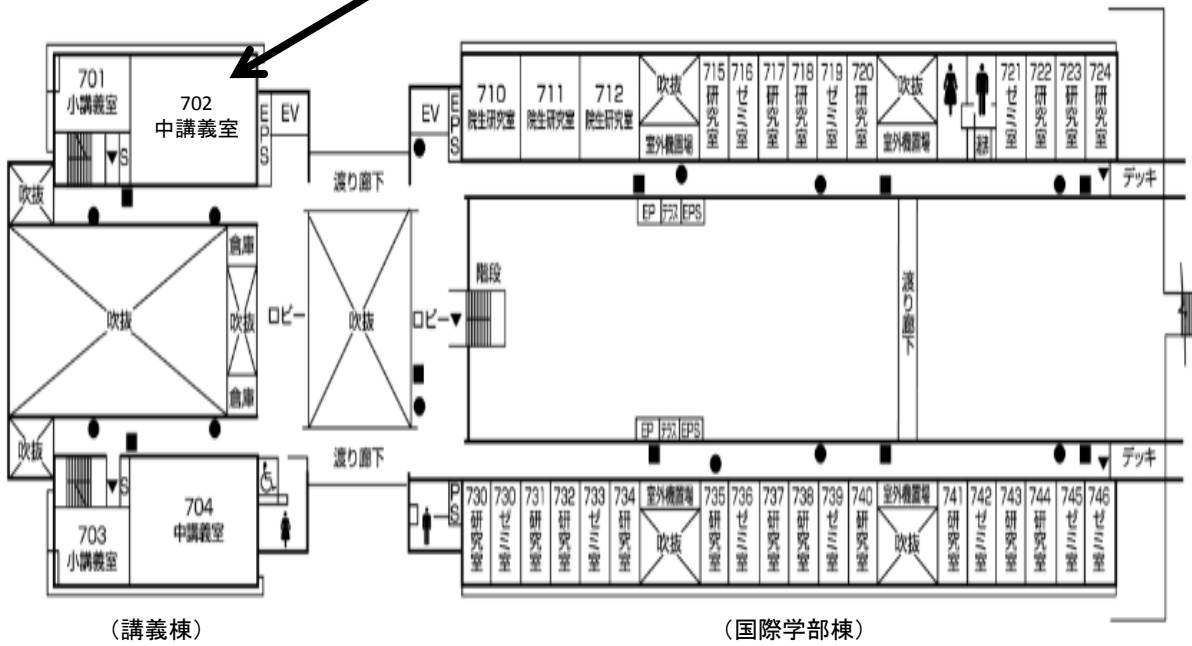 701
小講義室
702
中講義室
S
EPS
EV
EV
EPS
710
院生研究室
711
院生研究室
712
院生研究室
吹抜
室外機置場
715
研究室
716
ゼミ室
717
研究室
718
研究室
719
ゼミ室
720
研究室
吹抜
室外機置場
721
ゼミ室
722
研究室
723
研究室
724
研究室
吹抜
渡り廊下
デッキ
EP
テラス
EPS
吹抜
倉庫
吹抜
倉庫
ロビー
吹抜
ロビー
階段
渡り廊下
EP
テラス
EPS
吹抜
渡り廊下
デッキ
S
703
小講義室
704
中講義室
PS
730
研究室
730
ゼミ室
731
研究室
732
研究室
733
ゼミ室
734
研究室
室外機置場
吹抜
735
研究室
736
ゼミ室
737
研究室
738
研究室
739
ゼミ室
740
研究室
室外機置場
吹抜
741
研究室
742
ゼミ室
743
研究室
744
研究室
745
ゼミ室
746
ゼミ室
(講義棟)
(国際学部棟)